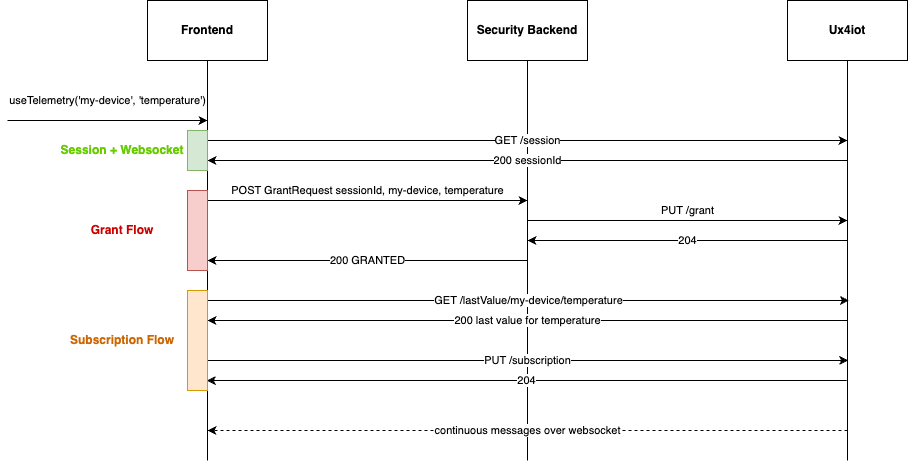 Frontend
Security Backend
Ux4iot
useTelemetry('my-device', 'temperature')
Session + Websocket
GET /session
200 sessionId
POST GrantRequest sessionId, my-device, temperature
PUT /grant
Grant Flow
204
200 GRANTED
GET /lastValue/my-device/temperature
200 last value for temperature
Subscription Flow
PUT /subscription
204
continuous messages over websocket